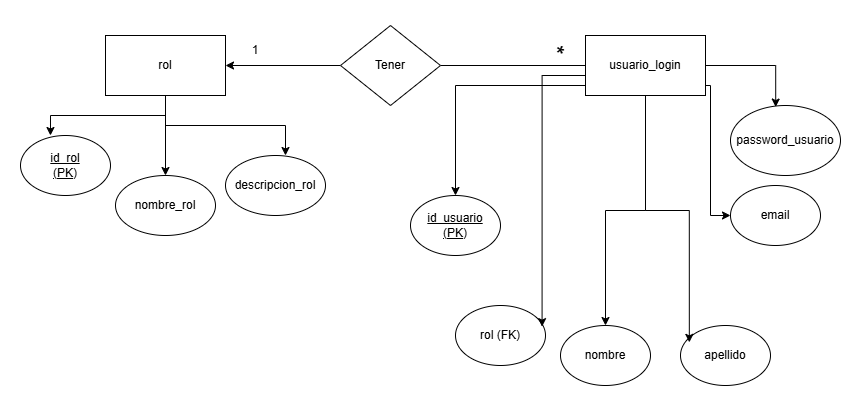 1
*
rol
Tener
usuario_login
password_usuario
id_rol
(PK)
descripcion_rol
nombre_rol
id_usuario
(PK)
email
rol (FK)
nombre
apellido